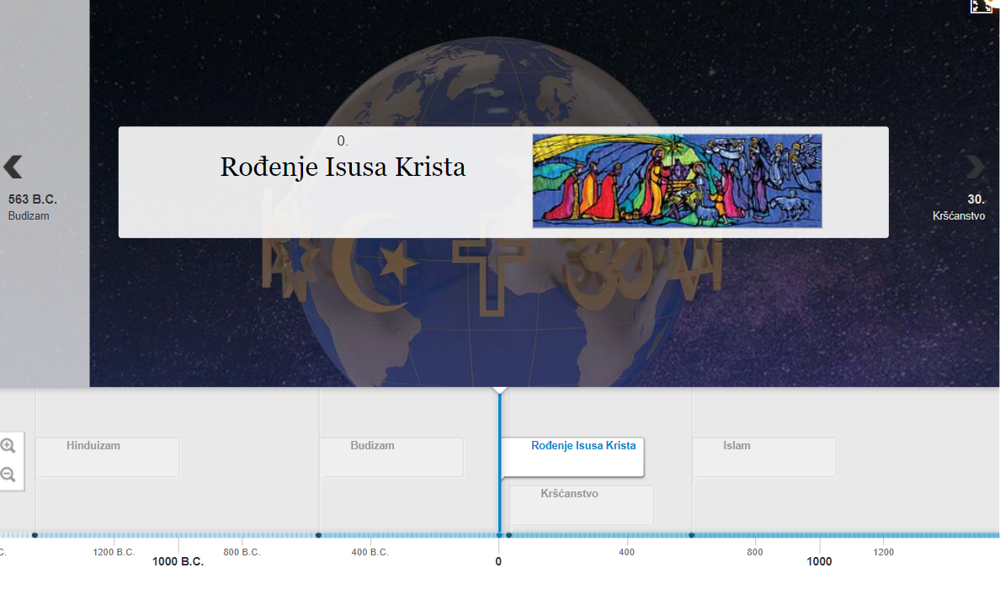 0.
Rođenje Isusa Krista
563 B.C.
Budizam
30.
Kršćanstvo
Hinduizam
Budizam
Rođenje Isusa Krista
Islam
Kršćanstvo
C.
1200 B.C.
1000 B.C.
800 B.C.
400 B.C.
0
400
800
1000
1200